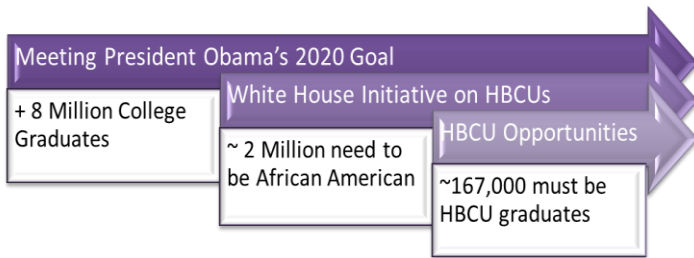 Meeting President Obama's 2020 Goal
+ 8 Million College
Graduates
White House Initiative on HBCUs
~ 2 Million need to
be African American
HBCU Opportunities
~167,000 must be
HBCU graduates